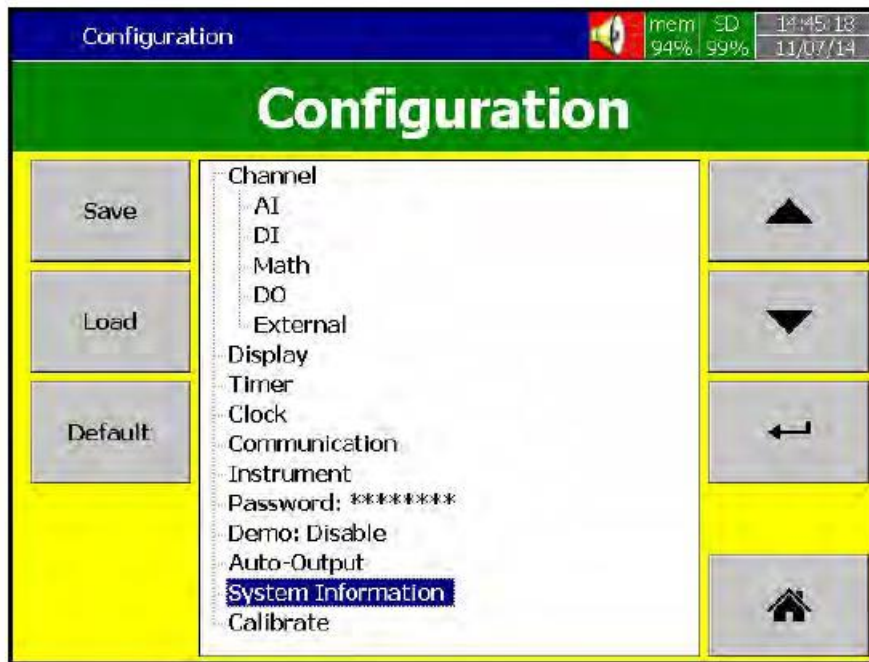 Configuration
mem SD 14:45:18
94% 99% 11/07/14
Configuration
Save
Load
Default
Channel
AI
DI
Math
DO
External
Display
Timer
Clock
Communication
Instrument
Password: ********
Demo: Disable
Auto-Output
System Information
Calibrate